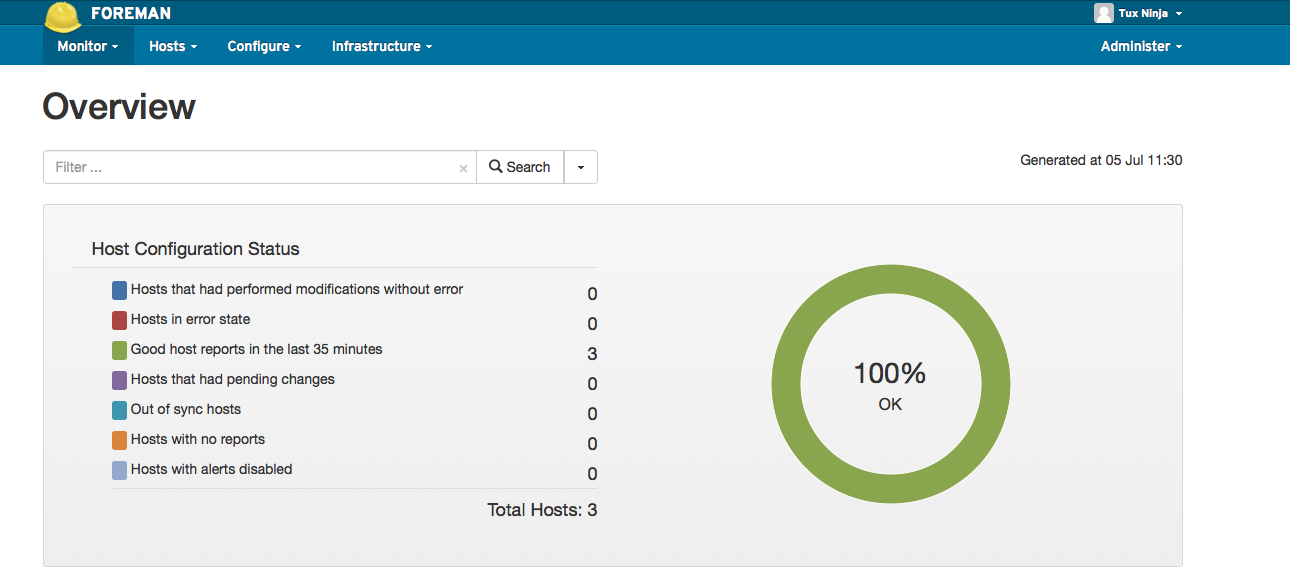 FOREMAN
Tux Ninja
Monitor Hosts Configure Infrastructure Administer
Overview
Filter ... × Search
Generated at 05 Jul 11:30
Host Configuration Status
Hosts that had performed modifications without error 0
Hosts in error state 0
Good host reports in the last 35 minutes 3
Hosts that had pending changes 0
Out of sync hosts 0
Hosts with no reports 0
Hosts with alerts disabled 0
Total Hosts: 3
100%
OK